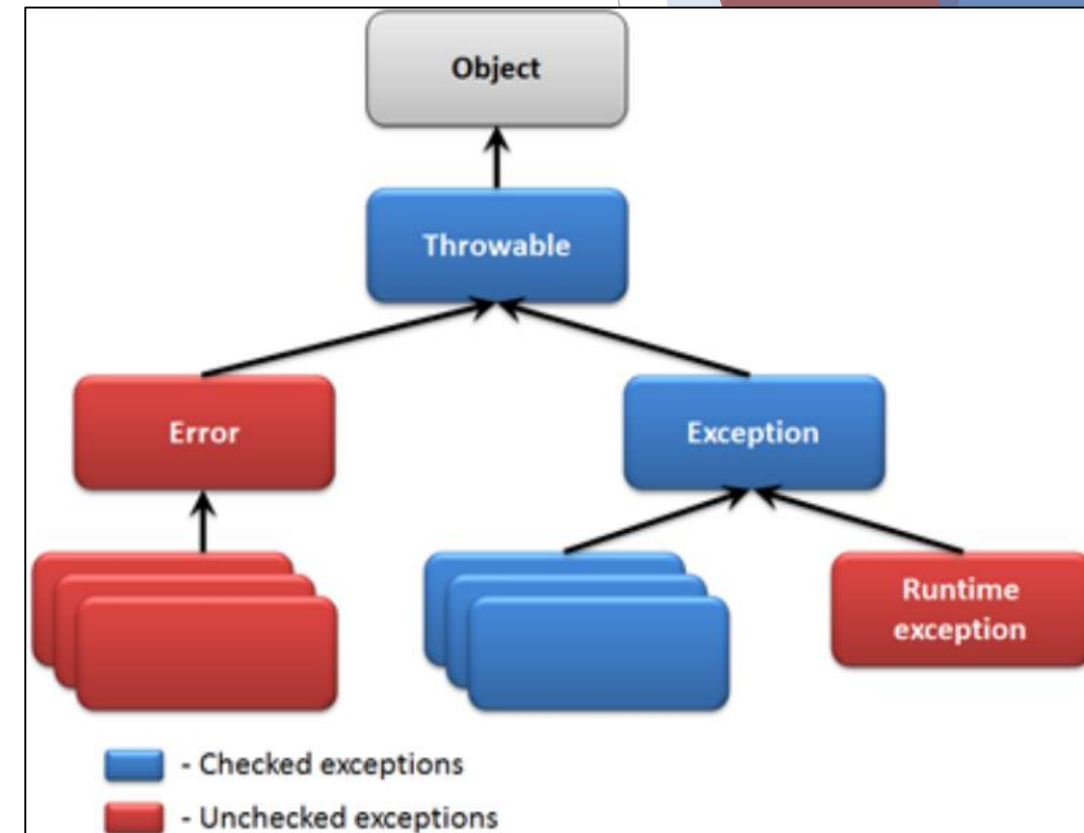 Object
Throwable
Error
Exception
Runtime
exception
- Checked exceptions
- Unchecked exceptions